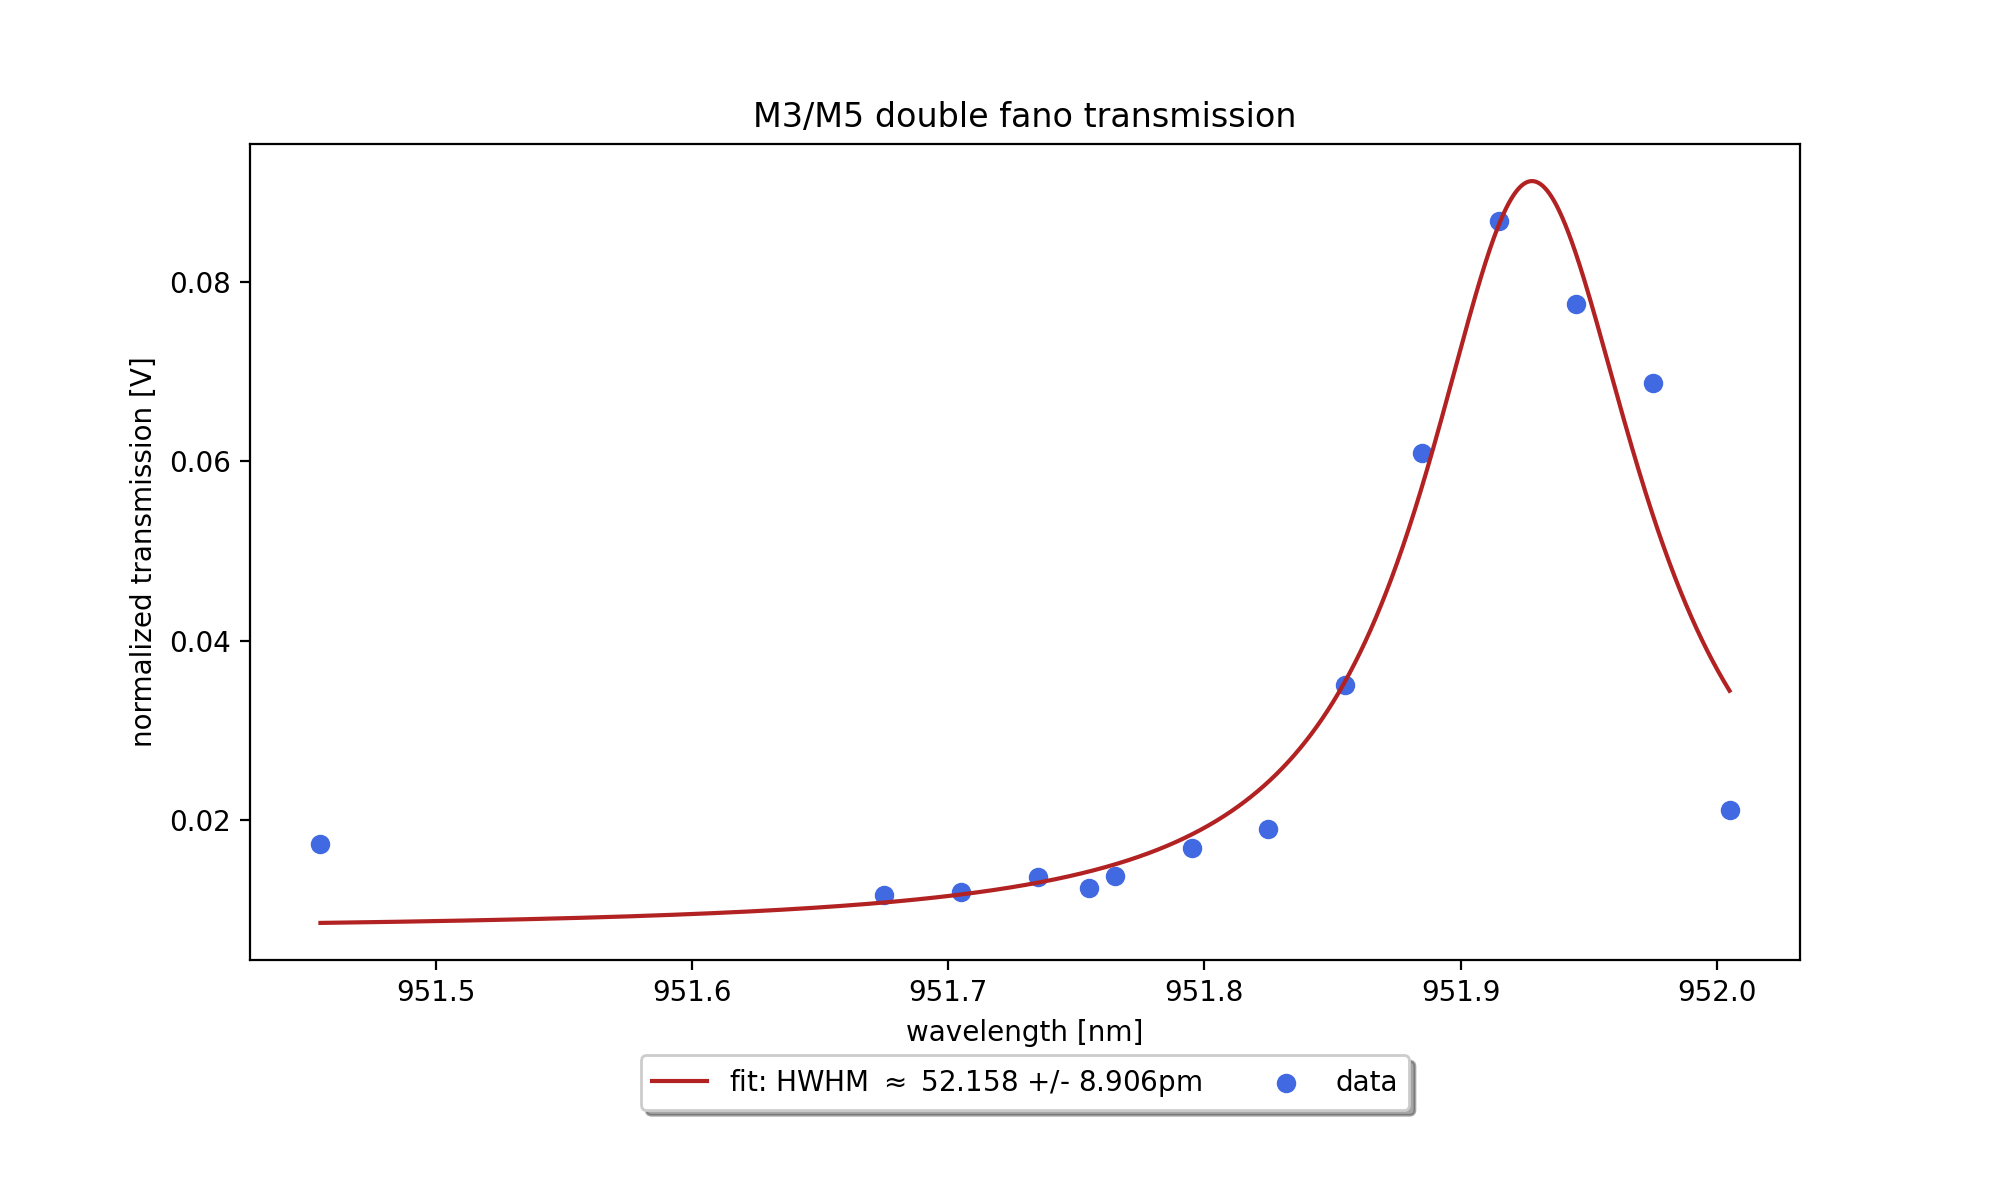 M3/M5 double fano transmission
normalized transmission [V]
0.08
0.06
0.04
0.02
951.5 951.6 951.7 951.8 951.9 952.0
wavelength [nm]
fit: HWHM ≈ 52.158 +/- 8.906pm data